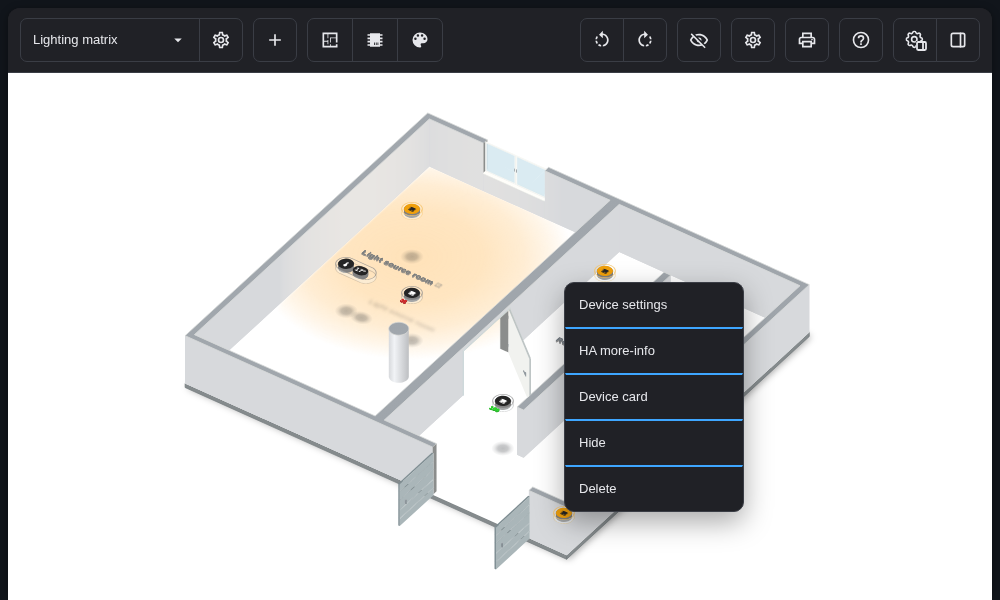 Lighting matrix
Light source room
Device settings
HA more-info
Device card
Hide
Delete